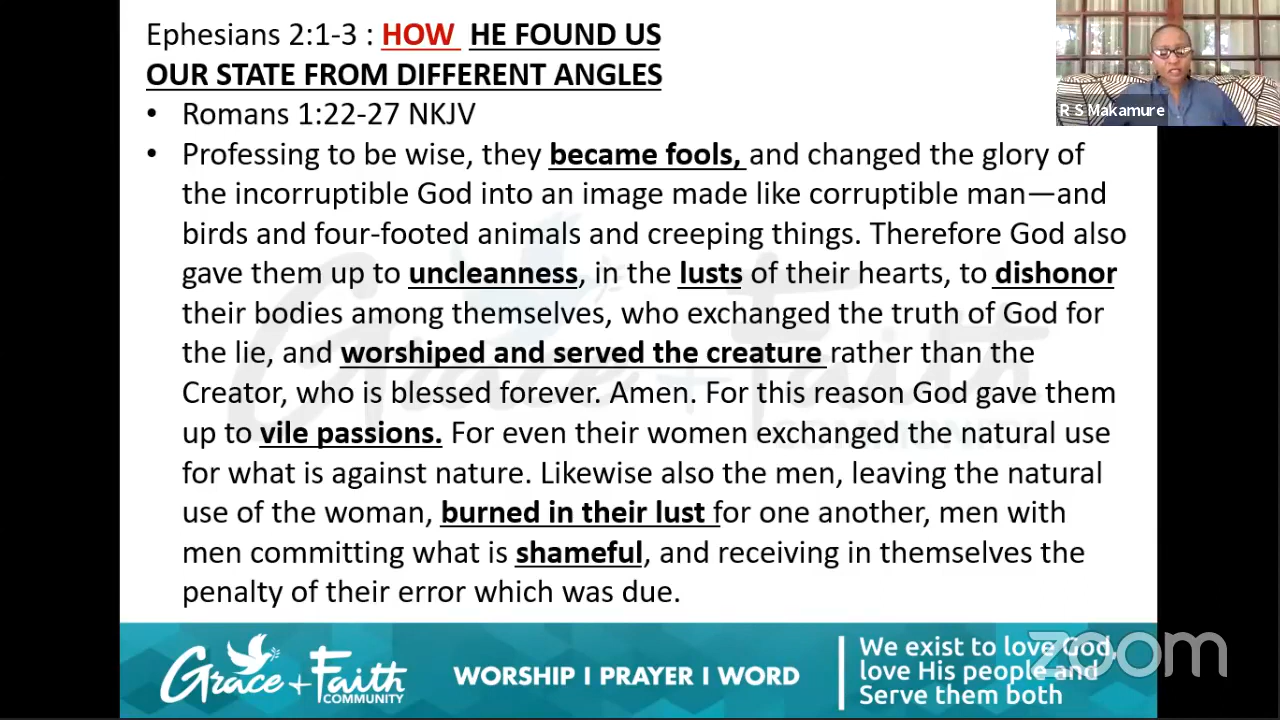 Ephesians 2:1-3 : HOW HE FOUND US
OUR STATE FROM DIFFERENT ANGLES
R S Makamure
• Romans 1:22-27 NKJV
• Professing to be wise, they became fools, and changed the glory of
the incorruptible God into an image made like corruptible man—and
birds and four-footed animals and creeping things. Therefore God also
gave them up to uncleanness, in the lusts of their hearts, to dishonor
their bodies among themselves, who exchanged the truth of God for
the lie, and worshiped and served the creature rather than the
Creator, who is blessed forever. Amen. For this reason God gave them
up to vile passions. For even their women exchanged the natural use
for what is against nature. Likewise also the men, leaving the natural
use of the woman, burned in their lust for one another, men with
men committing what is shameful, and receiving in themselves the
penalty of their error which was due.
Grace + Faith
COMMUNITY
Grace + Faith
COMMUNITY
WORSHIP I PRAYER I WORD
We exist to love God,
love His people and
Serve them both
zoom